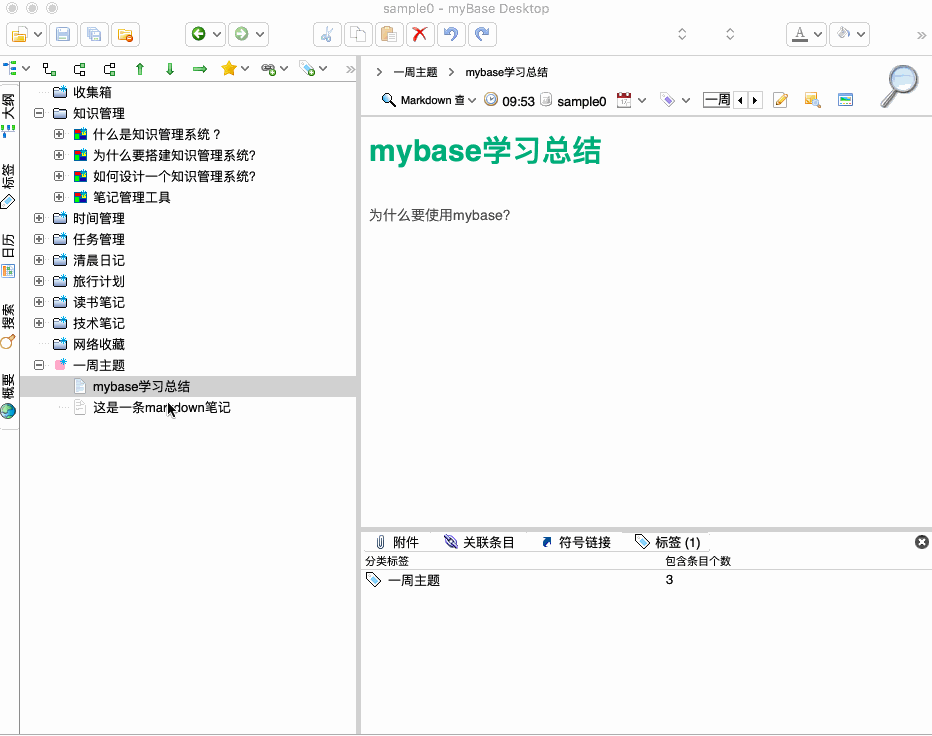 sample0 - myBase Desktop
大纲
标签
日历
搜索
概要
收集箱
知识管理
什么是知识管理系统？
为什么要搭建知识管理系统?
如何设计一个知识管理系统?
笔记管理工具
时间管理
任务管理
清晨日记
旅行计划
读书笔记
技术笔记
网络收藏
一周主题
mybase学习总结
这是一条markdown笔记
一周主题 mybase学习总结
Markdown 查 09:53 sample0 一周
mybase学习总结
为什么要使用mybase?
附件 关联条目 符号链接 标签 (1)
分类标签 包含条目个数
一周主题 3